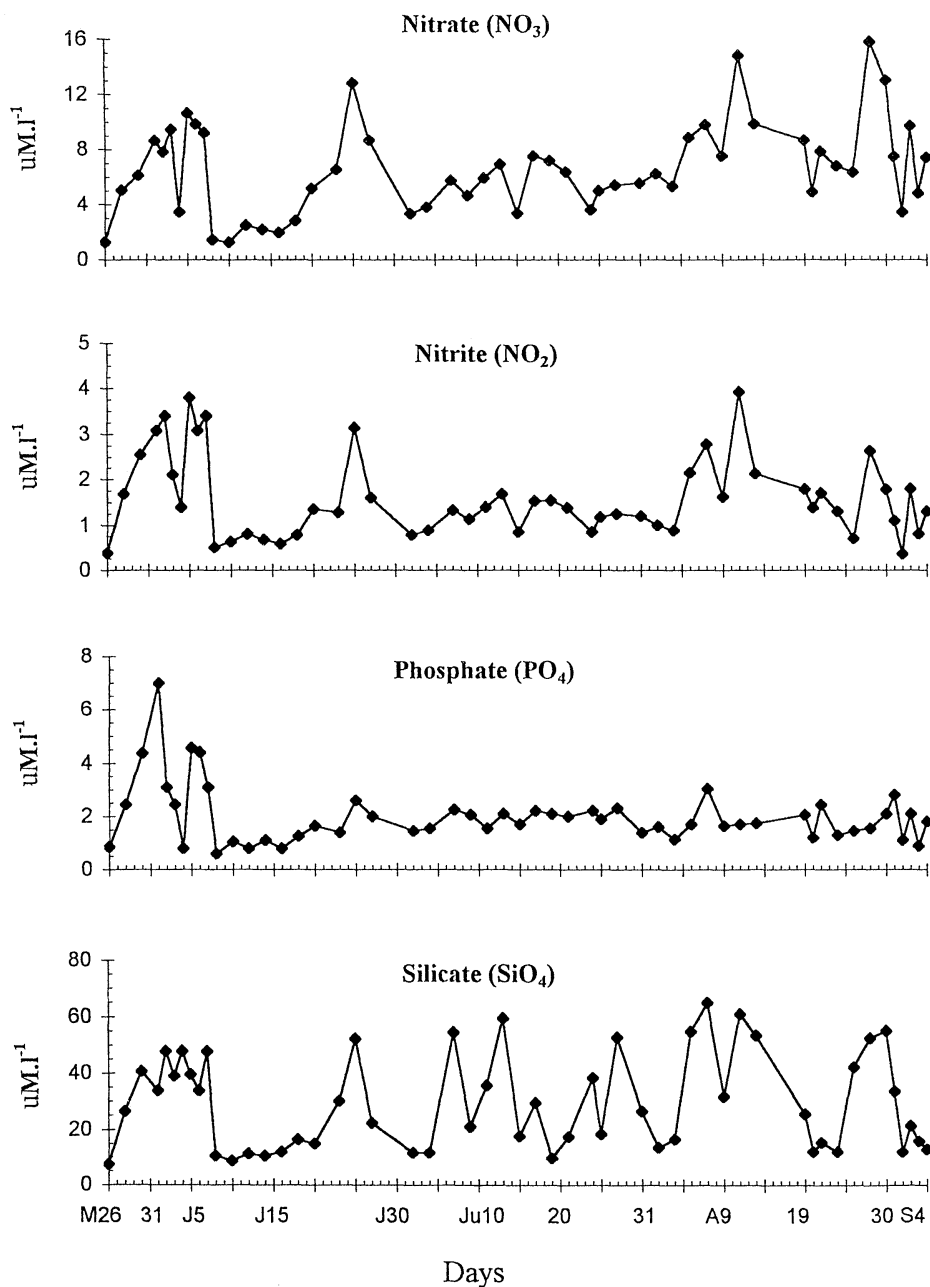 Nitrate (NO₃)
16
12
8
4
0
uM.l⁻¹
Nitrite (NO₂)
5
4
3
2
1
0
uM.l⁻¹
Phosphate (PO₄)
8
6
4
2
0
uM.l⁻¹
Silicate (SiO₄)
80
60
40
20
0
uM.l⁻¹
M26 31 J5 J15 J30 Ju10 20 31 A9 19 30 S4
Days